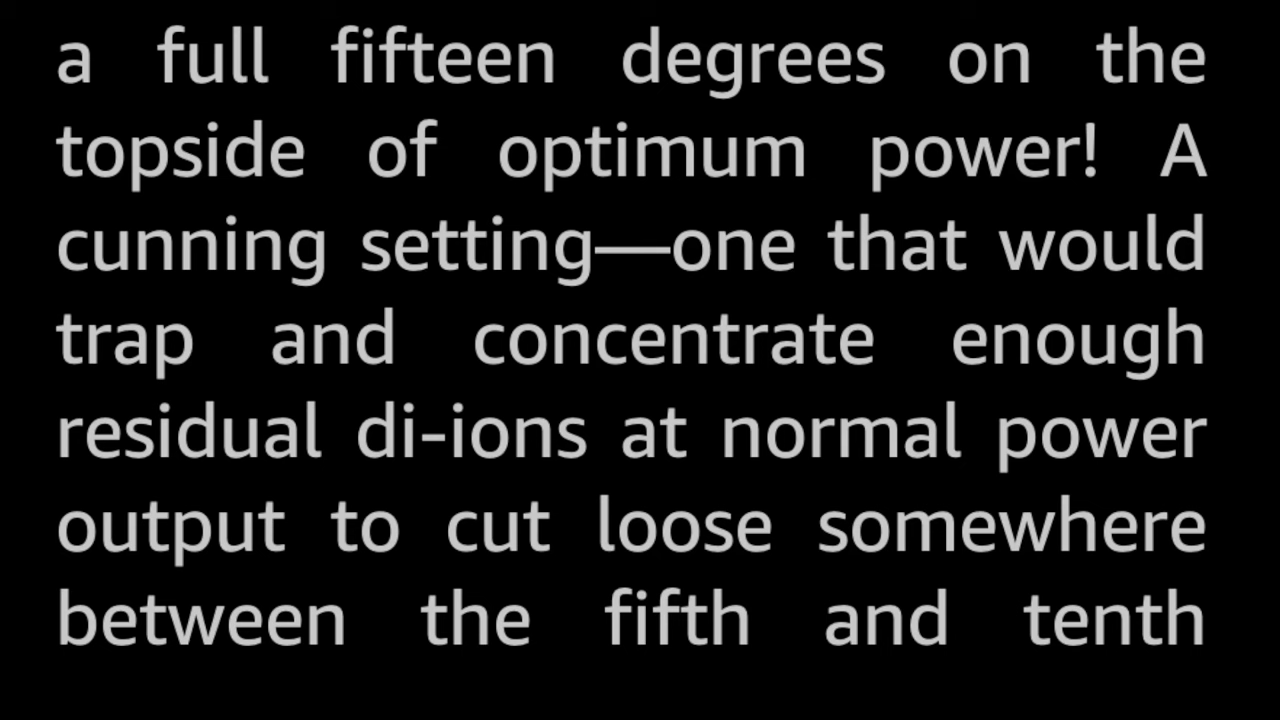 a full fifteen degrees on the
topside of optimum power! A
cunning setting—one that would
trap and concentrate enough
residual di-ions at normal power
output to cut loose somewhere
between the fifth and tenth